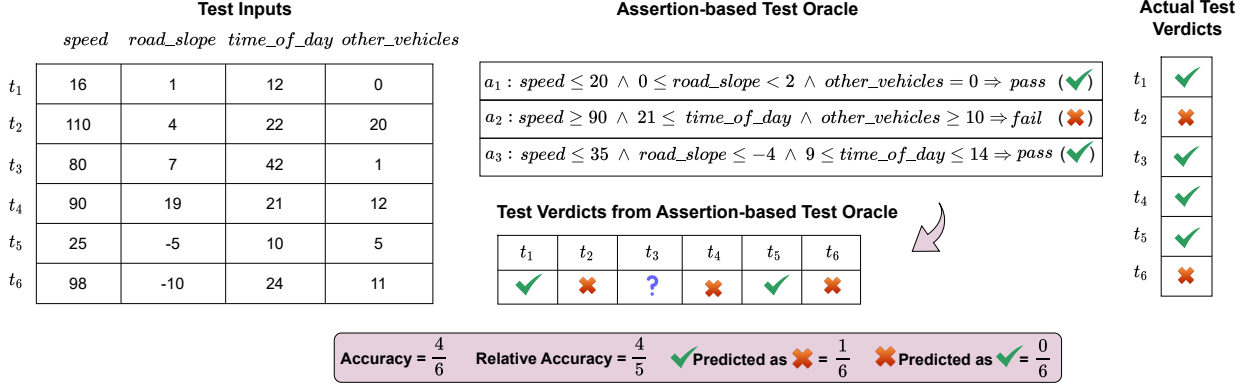 Test Inputs
speed road_slope time_of_day other_vehicles
t₁ 16 1 12 0
t₂ 110 4 22 20
t₃ 80 7 42 1
t₄ 90 19 21 12
t₅ 25 -5 10 5
t₆ 98 -10 24 11
Assertion-based Test Oracle
a₁ : speed ≤ 20 ∧ 0 ≤ road_slope < 2 ∧ other_vehicles = 0 ⇒ pass (✔)
a₂ : speed ≥ 90 ∧ 21 ≤ time_of_day ∧ other_vehicles ≥ 10 ⇒ fail (✖)
a₃ : speed ≤ 35 ∧ road_slope ≤ −4 ∧ 9 ≤ time_of_day ≤ 14 ⇒ pass (✔)
Test Verdicts from Assertion-based Test Oracle
t₁ t₂ t₃ t₄ t₅ t₆
✔ ✖ ? ✖ ✔ ✖
Actual Test
Verdicts
t₁ ✔
t₂ ✖
t₃ ✔
t₄ ✔
t₅ ✔
t₆ ✖
Accuracy = 4/6 Relative Accuracy = 4/5 ✔ Predicted as ✖ = 1/6 ✖ Predicted as ✔ = 0/6